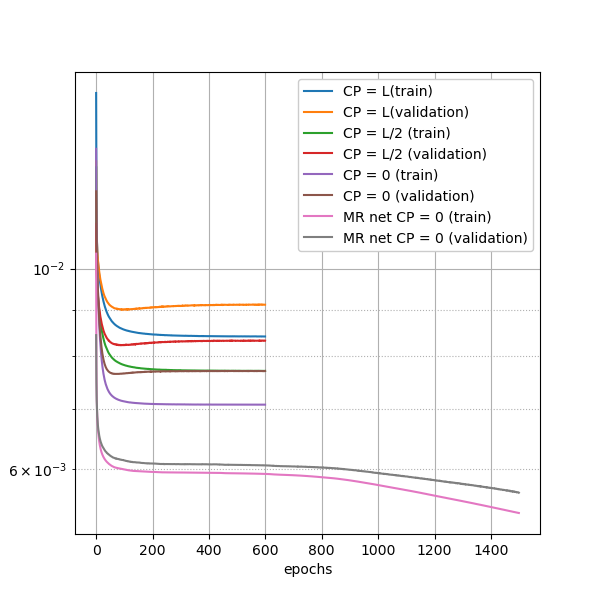 CP = L(train)
CP = L(validation)
CP = L/2 (train)
CP = L/2 (validation)
CP = 0 (train)
CP = 0 (validation)
MR net CP = 0 (train)
MR net CP = 0 (validation)
10⁻²
6 × 10⁻³
0 200 400 600 800 1000 1200 1400
epochs